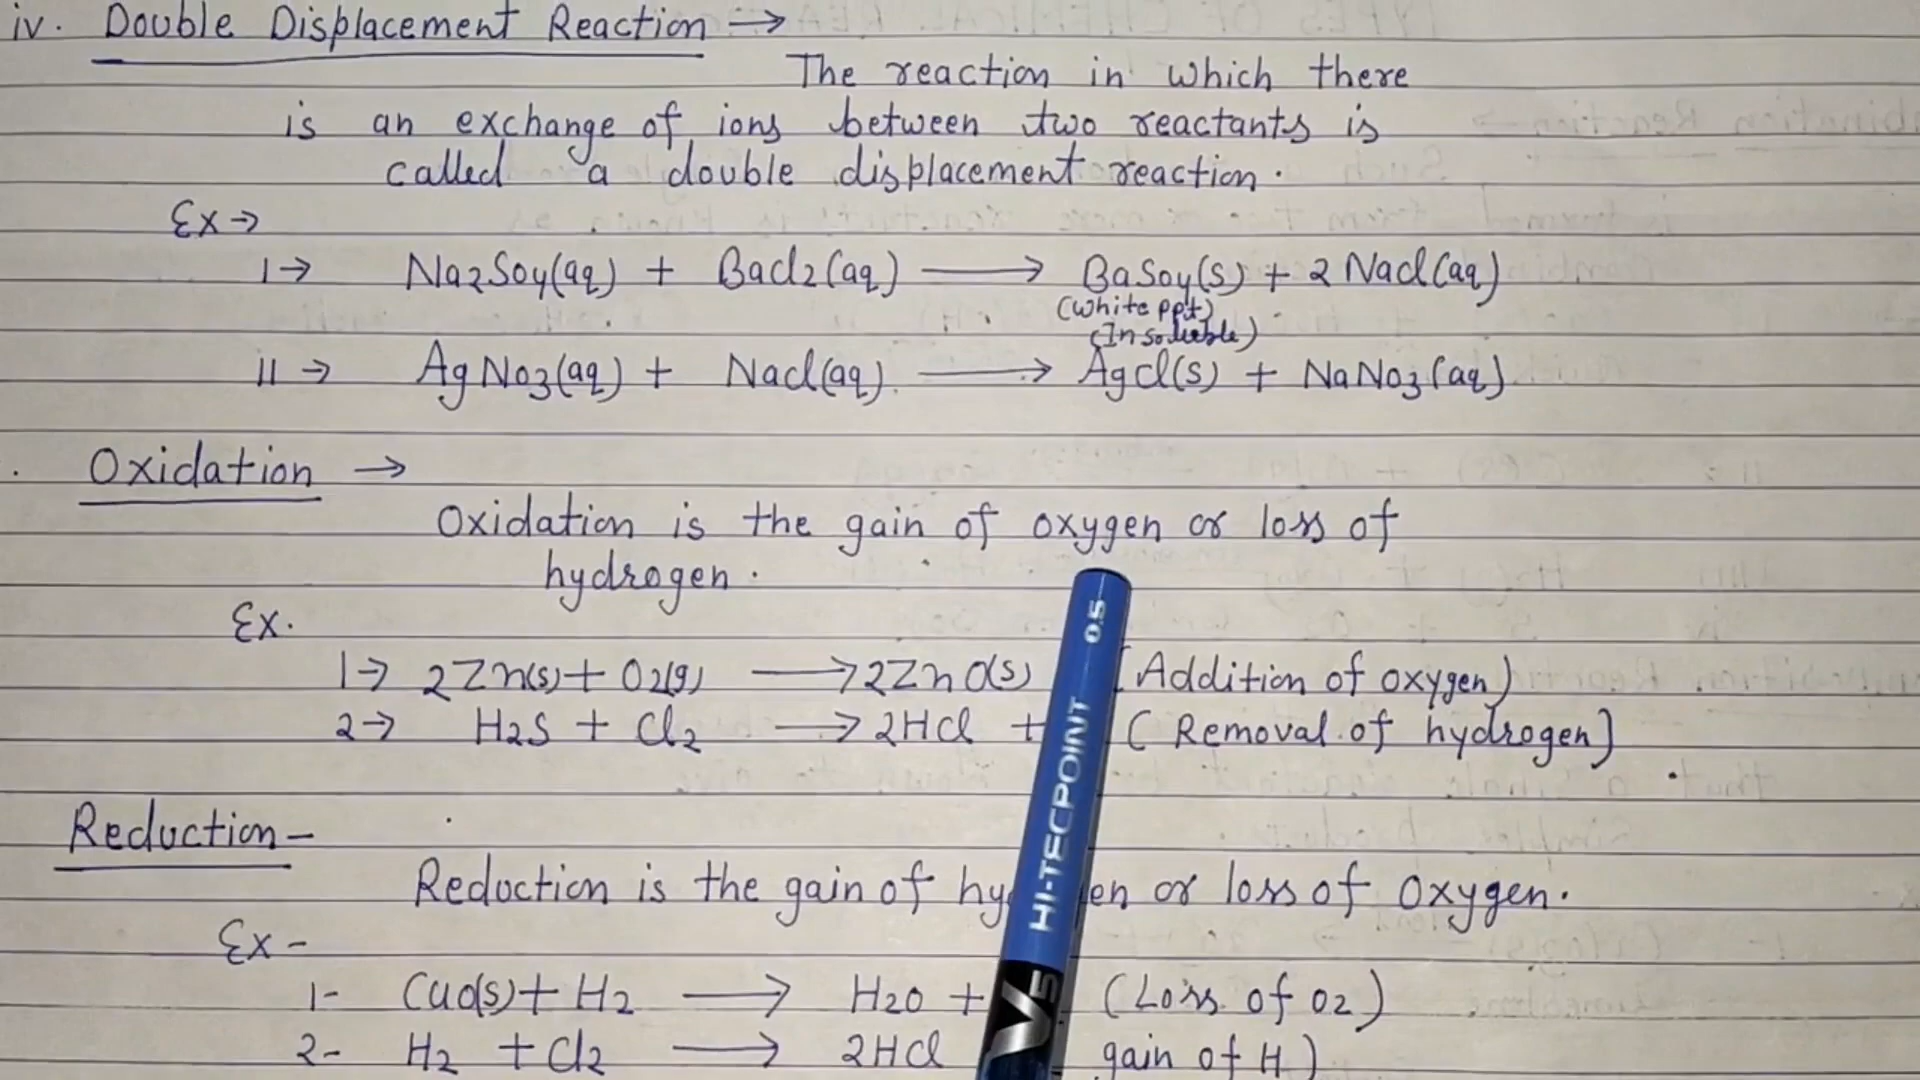 iv. Double Displacement Reaction →
The reaction in which there
is an exchange of ions between two reactants is
called a double displacement reaction.
Ex →
I → Na2So4(aq) + Bacl2(aq) ⟶ BaSo4(s) + 2 Nacl(aq)
(White ppt)
(Insoluble)
II → AgNo3(aq) + Nacl(aq) ⟶ Agcl(s) + NaNo3(aq)
Oxidation →
Oxidation is the gain of oxygen or loss of
hydrogen.
Ex.
1→ 2Zn(s) + O2(g) ⟶ 2ZnO(s) (Addition of oxygen)
2→ H2S + Cl2 ⟶ 2HCl + (Removal of hydrogen)
Reduction –
Reduction is the gain of or loss of Oxygen.
Ex –
1- CuO(s) + H2 ⟶ H2O + (Loss of O2)
2- H2 + Cl2 ⟶ 2HCl gain of H)
HI-TECPOINT 0.5
V5